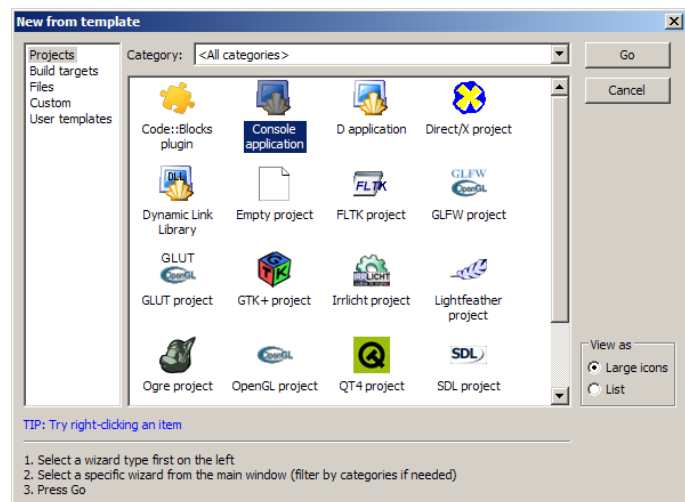 New from template
Projects
Build targets
Files
Custom
User templates
Category: <All categories>
Go
Cancel
Code::Blocks
plugin
Console
application
D application
Direct/X project
DLL
Dynamic Link
Library
Empty project
FLTK
FLTK project
GLFW
OpenGL
GLFW project
GLUT
OpenGL
GLUT project
GTK
GTK+ project
IRRLICHT
Irrlicht project
Lightfeather
project
Ogre project
OpenGL
OpenGL project
QT4 project
SDL
SDL project
View as
Large icons
List
TIP: Try right-clicking an item
1. Select a wizard type first on the left
2. Select a specific wizard from the main window (filter by categories if needed)
3. Press Go